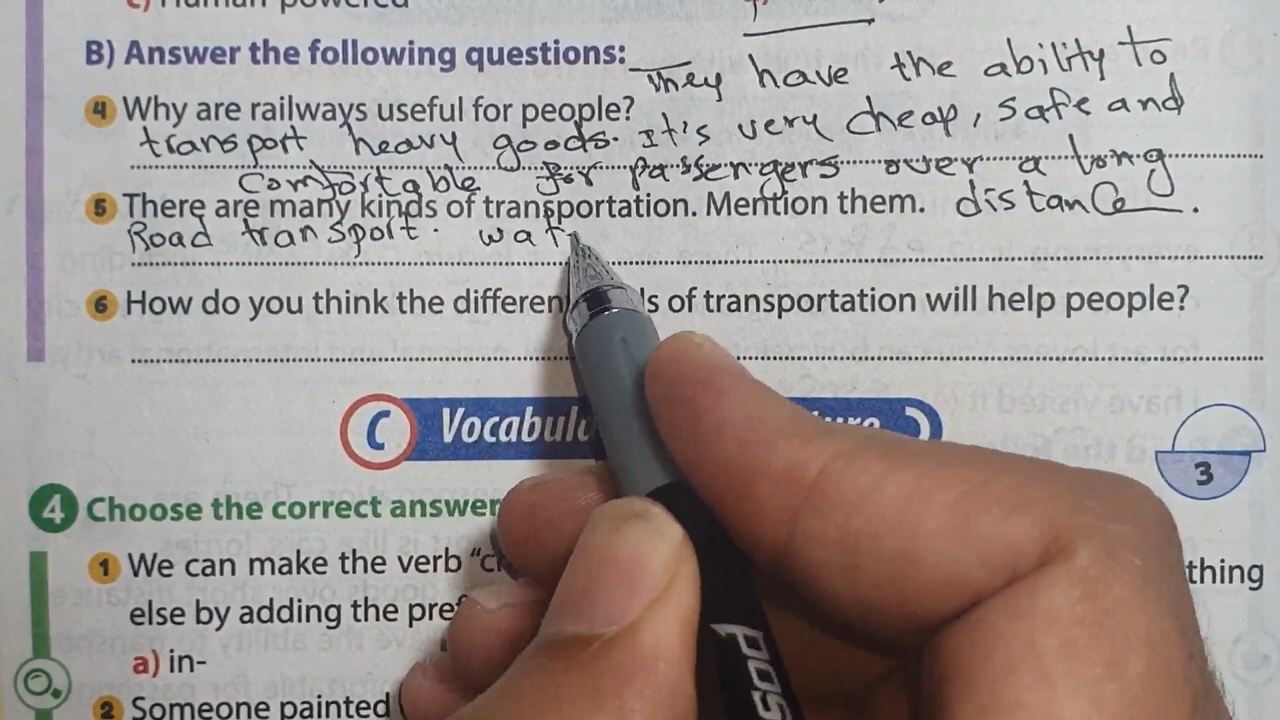 B) Answer the following questions: They have the ability to
4 Why are railways useful for people?
transport heavy goods. It's very cheap, safe and
comfortable for passengers over a long
5 There are many kinds of transportation. Mention them. distance.
Road transport. wat
6 How do you think the differen s of transportation will help people?
C Vocabul
3
4 Choose the correct answer
1 We can make the verb thing
else by adding the pref
a) in-
2 Someone painted